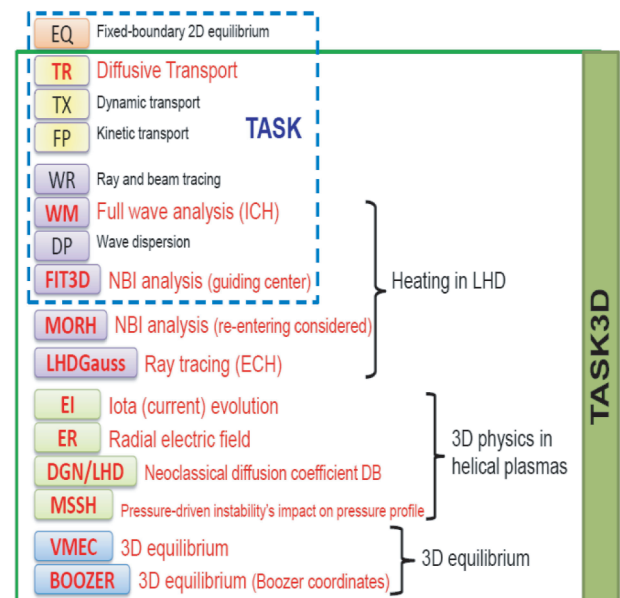 EQ Fixed-boundary 2D equilibrium
TR Diffusive Transport
TX Dynamic transport
FP Kinetic transport
TASK
WR Ray and beam tracing
WM Full wave analysis (ICH)
DP Wave dispersion
FIT3D NBI analysis (guiding center)
Heating in LHD
MORH NBI analysis (re-entering considered)
LHDGauss Ray tracing (ECH)
EI Iota (current) evolution
ER Radial electric field
DGN/LHD Neoclassical diffusion coefficient DB
MSSH Pressure-driven instability's impact on pressure profile
3D physics in
helical plasmas
VMEC 3D equilibrium
BOOZER 3D equilibrium (Boozer coordinates)
3D equilibrium
TASK3D